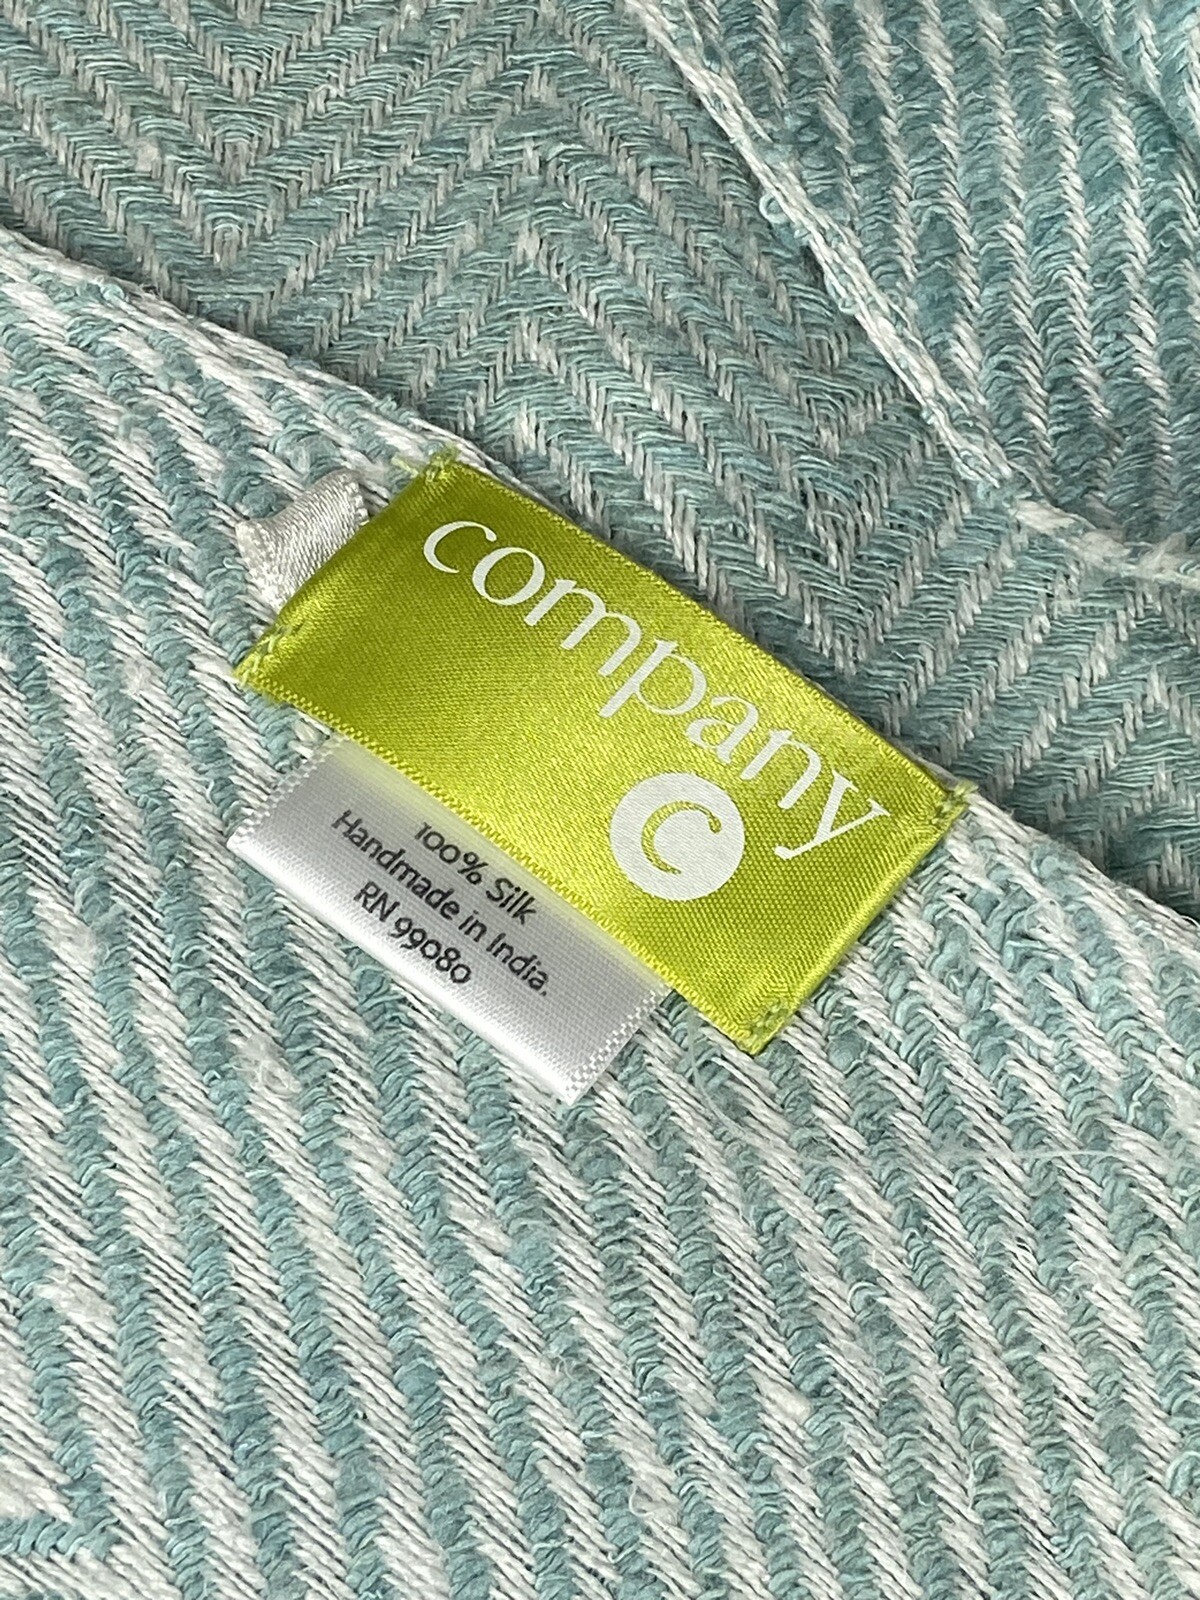 company
C
100% Silk
Handmade in India.
RN 99080